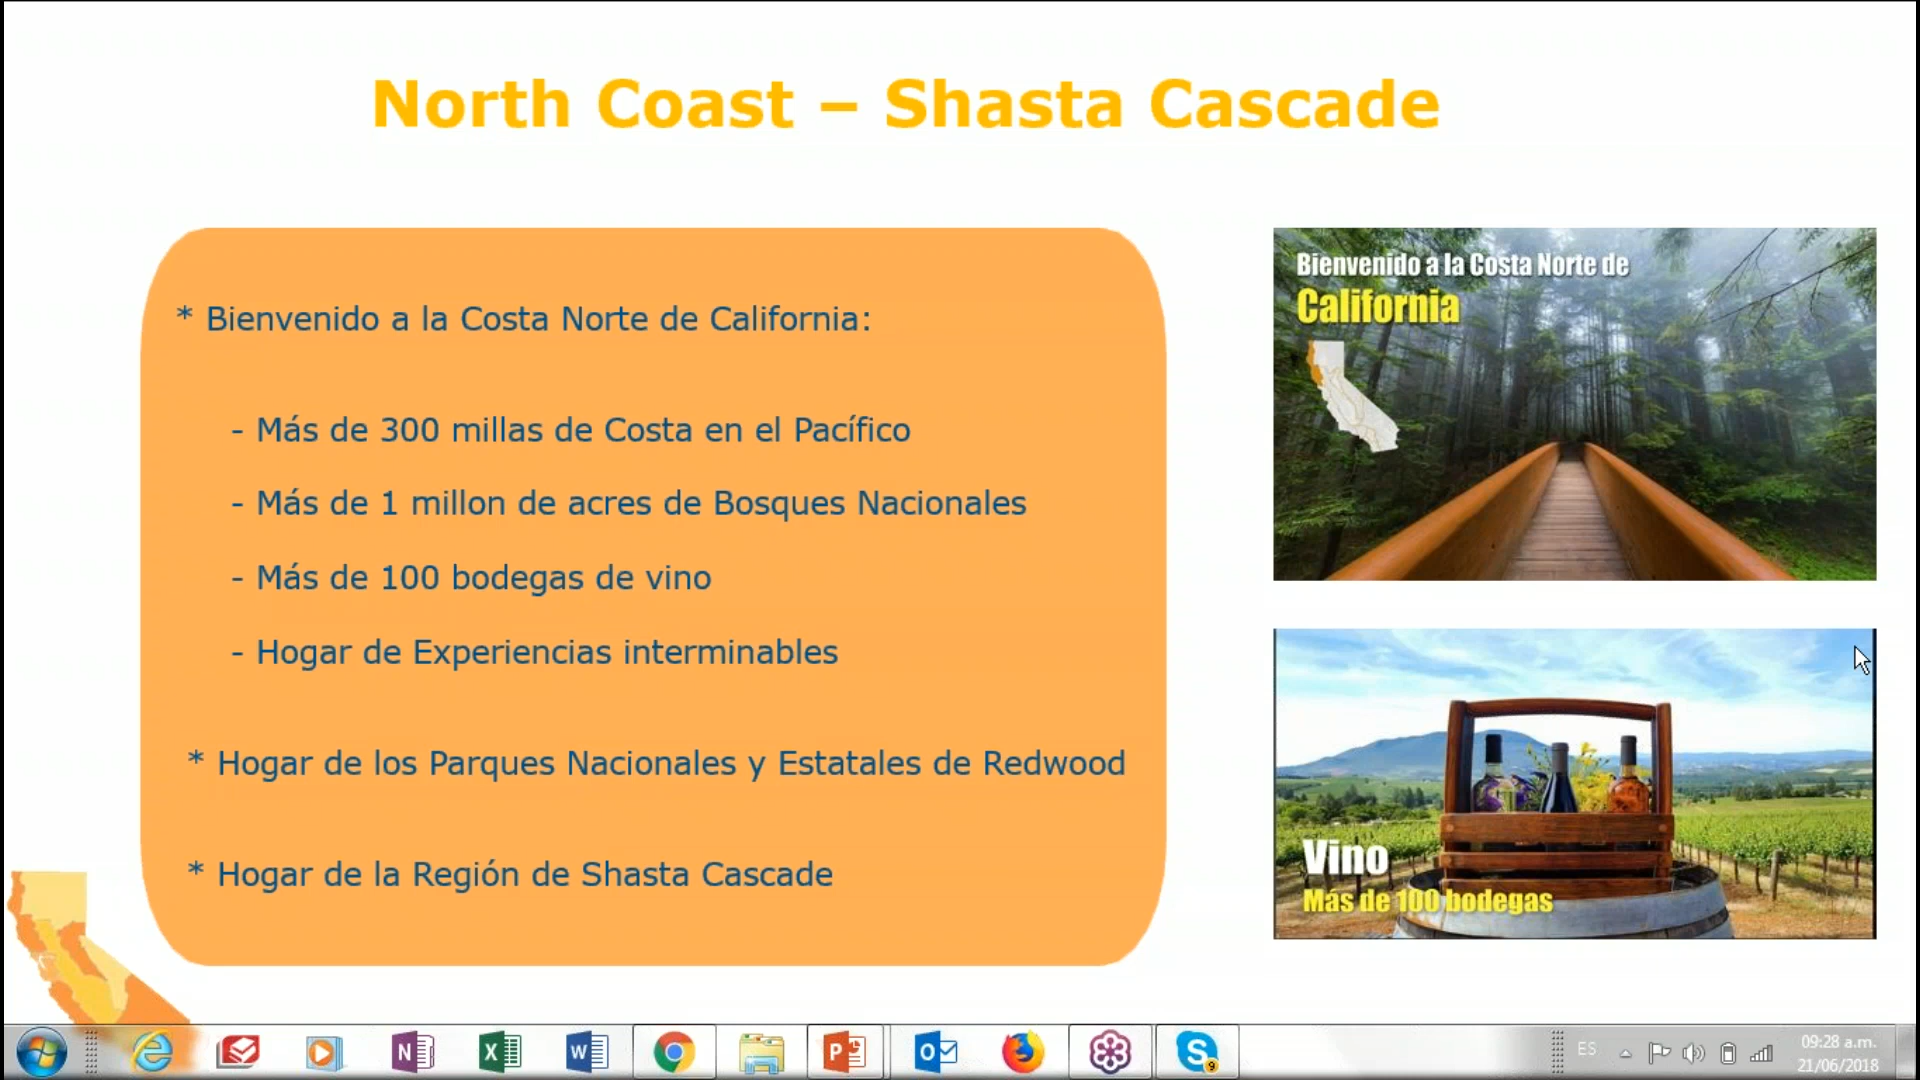 North Coast – Shasta Cascade
* Bienvenido a la Costa Norte de California:
- Más de 300 millas de Costa en el Pacífico
- Más de 1 millon de acres de Bosques Nacionales
- Más de 100 bodegas de vino
- Hogar de Experiencias interminables
* Hogar de los Parques Nacionales y Estatales de Redwood
* Hogar de la Región de Shasta Cascade
Bienvenido a la Costa Norte de
California
Vino
Más de 100 bodegas
N
X
W
P
O
S
9
ES
09:28 a.m.
21/06/2018